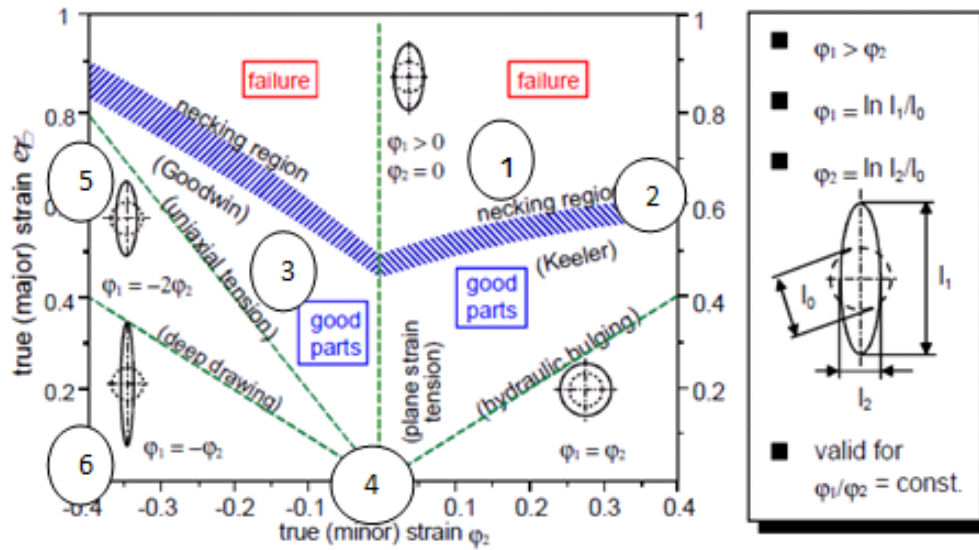 1
0.8
0.4
0.2
true (major) strain
failure
failure
necking region
(Goodwin)
(uniaxial tension)
(deep drawing)
φ₁ > 0
φ₂ = 0
1
necking region
2
(Keeler)
5
3
φ₁ = -2φ₂
good
parts
good
parts
(plane strain
tension)
(hydraulic bulging)
φ₁ = -φ₂
φ₁ = φ₂
6
4
0
0.8
0.6
0.4
0.2
-0.4
-0.3
-0.2
-0.1
0.1
0.2
0.3
0.4
true (minor) strain φ₂
■ φ₁ > φ₂
■ φ₁ = ln l₁/l₀
■ φ₂ = ln l₂/l₀
l₀
l₁
l₂
■ valid for
φ₁/φ₂ = const.